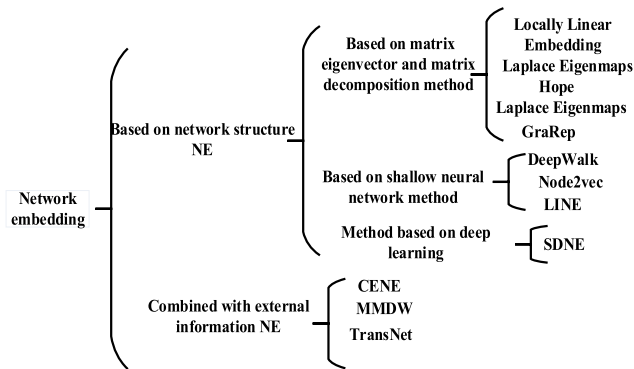 Network
embedding
Based on network structure
NE
Based on matrix
eigenvector and matrix
decomposition method
Locally Linear
Embedding
Laplace Eigenmaps
Hope
Laplace Eigenmaps
GraRep
Based on shallow neural
network method
DeepWalk
Node2vec
LINE
Method based on deep
learning
SDNE
Combined with external
information NE
CENE
MMDW
TransNet